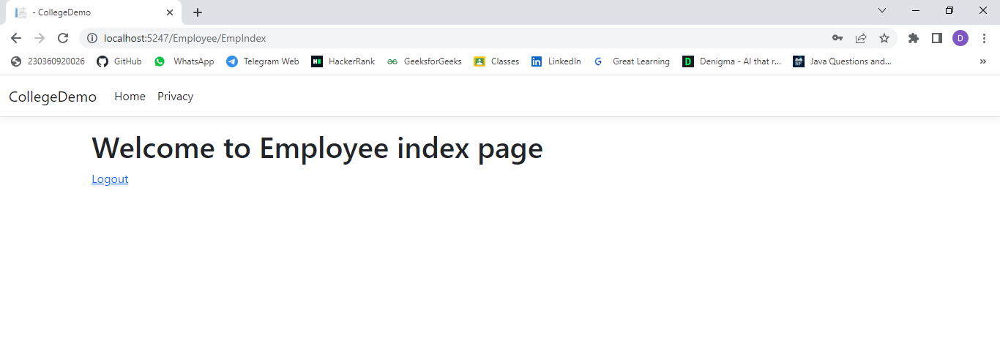 - CollegeDemo
localhost:5247/Employee/EmpIndex
D
230360920026 GitHub WhatsApp Telegram Web HackerRank GeeksforGeeks Classes LinkedIn Great Learning Denigma - AI that r... Java Questions and... »
CollegeDemo Home Privacy
Welcome to Employee index page
Logout